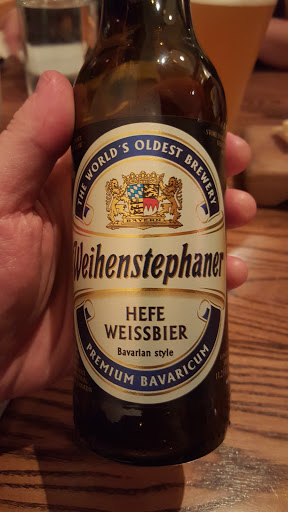 THE WORLD'S OLDEST BREWERY
BAYERN
Weihenstephaner
HEFE
WEISSBIER
Bavarian style
PREMIUM BAVARICUM